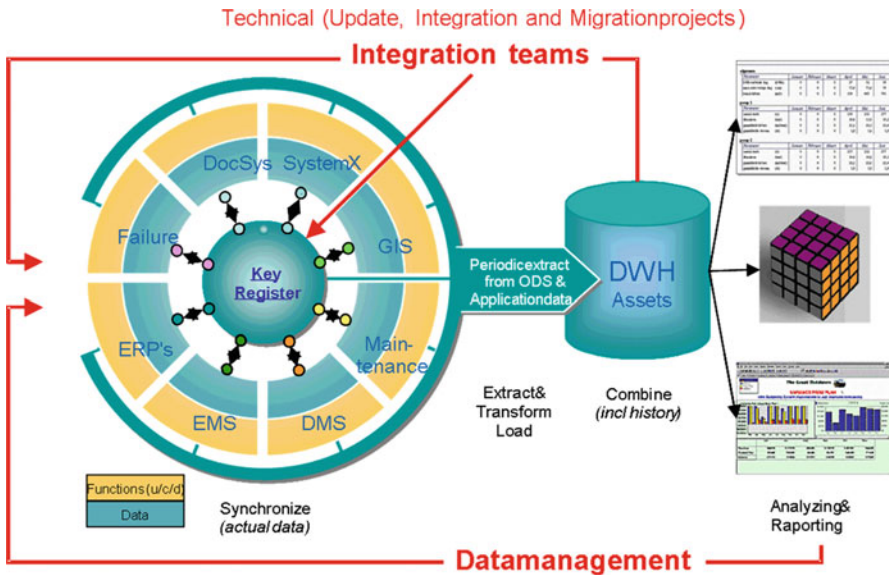 Technical (Update, Integration and Migrationprojects)
Integration teams
DocSys
SystemX
Failure
GIS
Key
Register
ERP's
Main-
tenance
EMS
DMS
Periodicextract
from ODS &
Applicationdata
DWH
Assets
Extract&
Transform
Load
Combine
(incl history)
Functions (u/c/d)
Data
Synchronize
(actual data)
Analyzing&
Raporting
Datamanagement